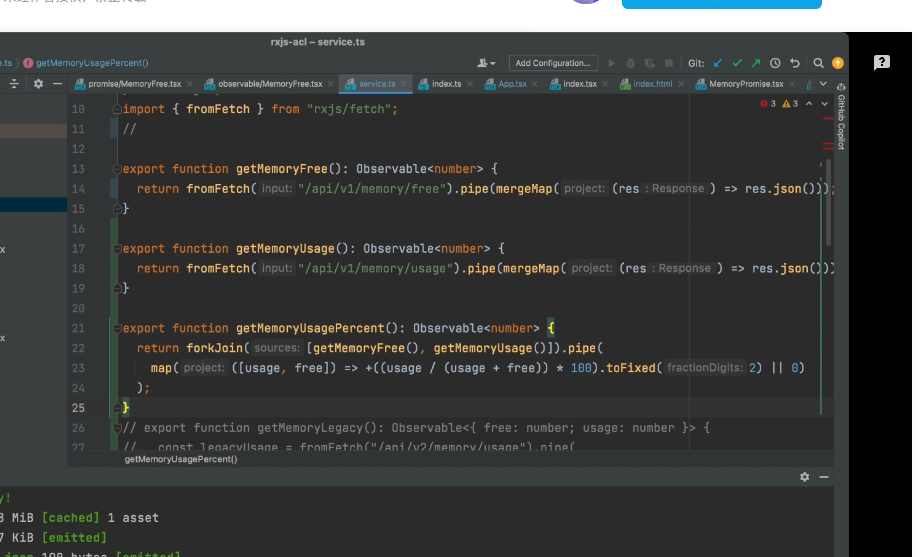 rxjs-acl – service.ts
e.ts
getMemoryUsagePercent()
Add Configuration...
Git:
promise/MemoryFree.tsx
observable/MemoryFree.tsx
service.ts
index.ts
App.tsx
index.tsx
index.html
MemoryPromise.tsx
3 3
GitHub Copilot
10 import { fromFetch } from "rxjs/fetch";
11 //
12
13 export function getMemoryFree(): Observable<number> {
14 return fromFetch( input: "/api/v1/memory/free").pipe(mergeMap( project: (res : Response ) => res.json()));
15 }
16
17 export function getMemoryUsage(): Observable<number> {
18 return fromFetch( input: "/api/v1/memory/usage").pipe(mergeMap( project: (res : Response ) => res.json()))
19 }
20
21 export function getMemoryUsagePercent(): Observable<number> {
22 return forkJoin( sources: [getMemoryFree(), getMemoryUsage()]).pipe(
23 map( project: ([usage, free]) => +((usage / (usage + free)) * 100).toFixed( fractionDigits: 2) || 0)
24 );
25 }
26 // export function getMemoryLegacy(): Observable<{ free: number; usage: number }> {
27 // const legacyUsage = fromFetch("/api/v2/memory/usage").pipe(
getMemoryUsagePercent()
y!
3 MiB [cached] 1 asset
7 KiB [emitted]
json 190 bytes [emitted]